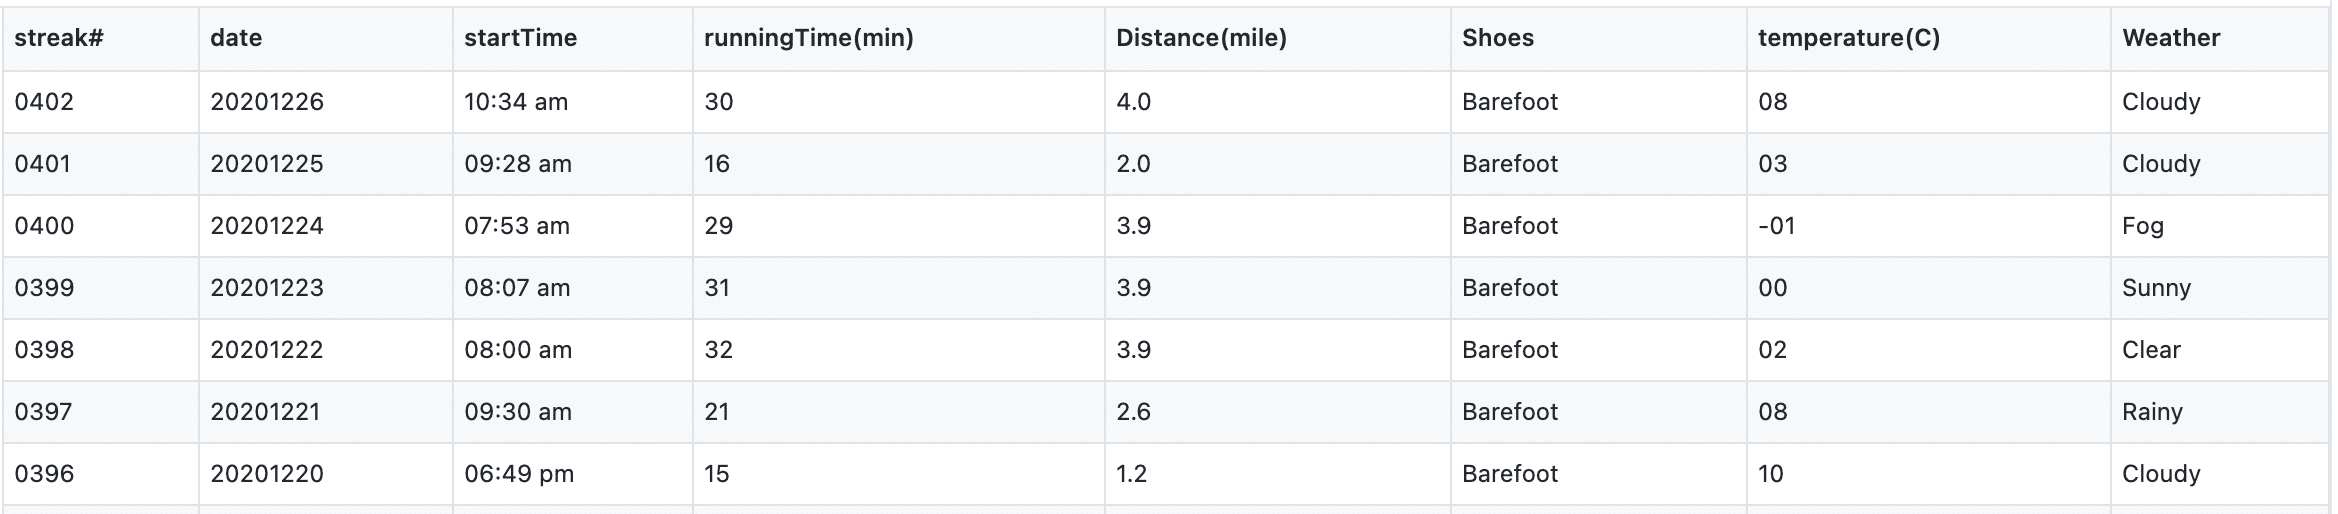 streak# date startTime runningTime(min) Distance(mile) Shoes temperature(C) Weather
0402 20201226 10:34 am 30 4.0 Barefoot 08 Cloudy
0401 20201225 09:28 am 16 2.0 Barefoot 03 Cloudy
0400 20201224 07:53 am 29 3.9 Barefoot -01 Fog
0399 20201223 08:07 am 31 3.9 Barefoot 00 Sunny
0398 20201222 08:00 am 32 3.9 Barefoot 02 Clear
0397 20201221 09:30 am 21 2.6 Barefoot 08 Rainy
0396 20201220 06:49 pm 15 1.2 Barefoot 10 Cloudy